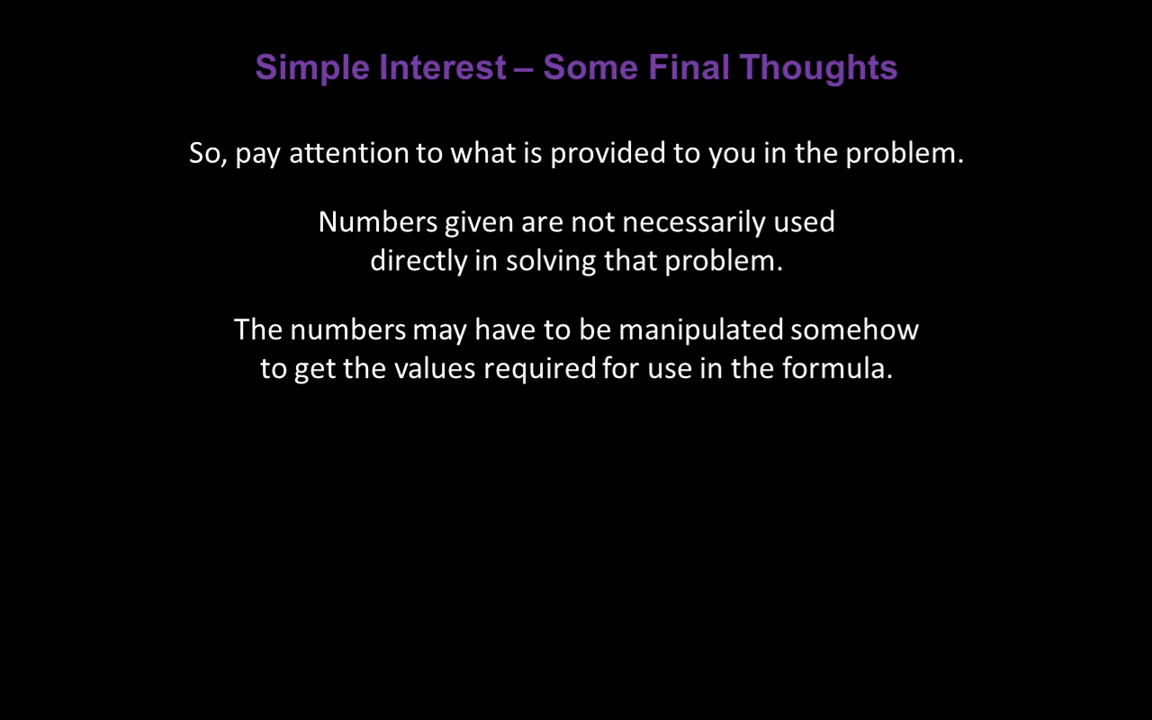 Simple Interest – Some Final Thoughts
So, pay attention to what is provided to you in the problem.
Numbers given are not necessarily used
directly in solving that problem.
The numbers may have to be manipulated somehow
to get the values required for use in the formula.